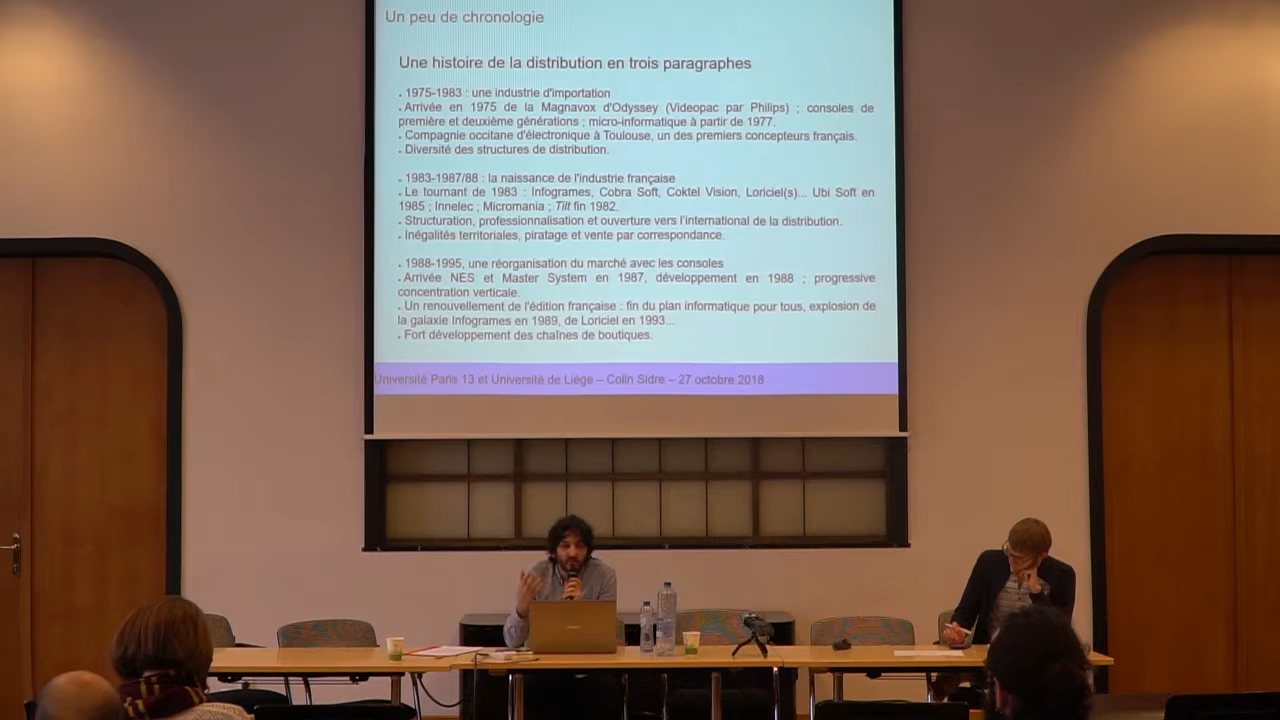 Un peu de chronologie
Une histoire de la distribution en trois paragraphes
. 1975-1983 : une industrie d'importation
. Arrivée en 1975 de la Magnavox d'Odyssey (Videopac par Philips) ; consoles de
première et deuxième générations ; micro-informatique à partir de 1977.
. Compagnie occitane d'électronique à Toulouse, un des premiers concepteurs français.
. Diversité des structures de distribution.
. 1983-1987/88 : la naissance de l'industrie française
. Le tournant de 1983 : Infogrames, Cobra Soft, Coktel Vision, Loriciel(s)... Ubi Soft en
1985 ; Innelec ; Micromania ; Tilt fin 1982.
. Structuration, professionnalisation et ouverture vers l'international de la distribution.
. Inégalités territoriales, piratage et vente par correspondance.
. 1988-1995, une réorganisation du marché avec les consoles
. Arrivée NES et Master System en 1987, développement en 1988 ; progressive
concentration verticale.
. Un renouvellement de l'édition française : fin du plan informatique pour tous, explosion de
la galaxie Infogrames en 1989, de Loriciel en 1993...
. Fort développement des chaînes de boutiques.
Université Paris 13 et Université de Liège – Colin Sidre – 27 octobre 2018